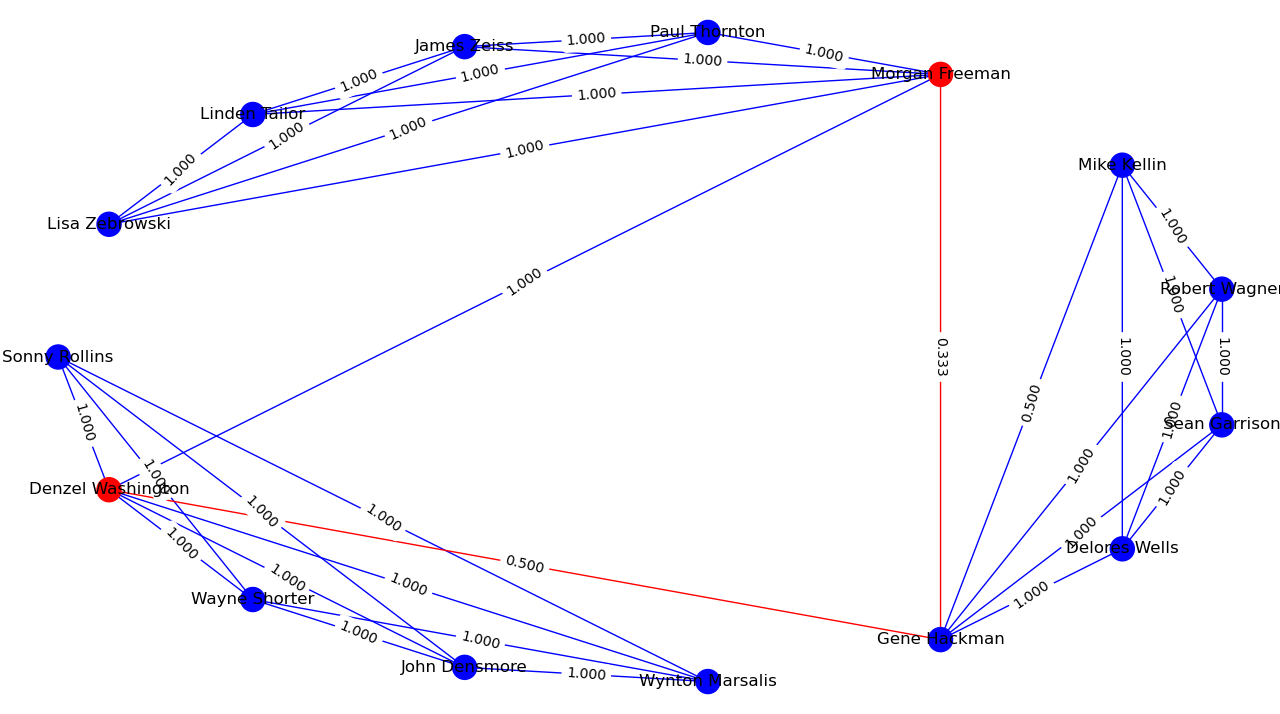 Paul Thornton
James Zeiss
1.000
1.000
1.000
Morgan Freeman
1.000
1.000
1.000
Linden Tailor
1.000
1.000
1.000
1.000
Mike Kellin
1.000
Lisa Zebrowski
1.000
1.000
Robert Wagner
1.000
Sonny Rollins
0.333
1.000
1.000
0.500
1.000
1.000
Sean Garrison
1.000
1.000
Denzel Washington
1.000
1.000
1.000
1.000
1.000
Delores Wells
0.500
1.000
1.000
1.000
Wayne Shorter
1.000
1.000
Gene Hackman
1.000
John Densmore
1.000
Wynton Marsalis